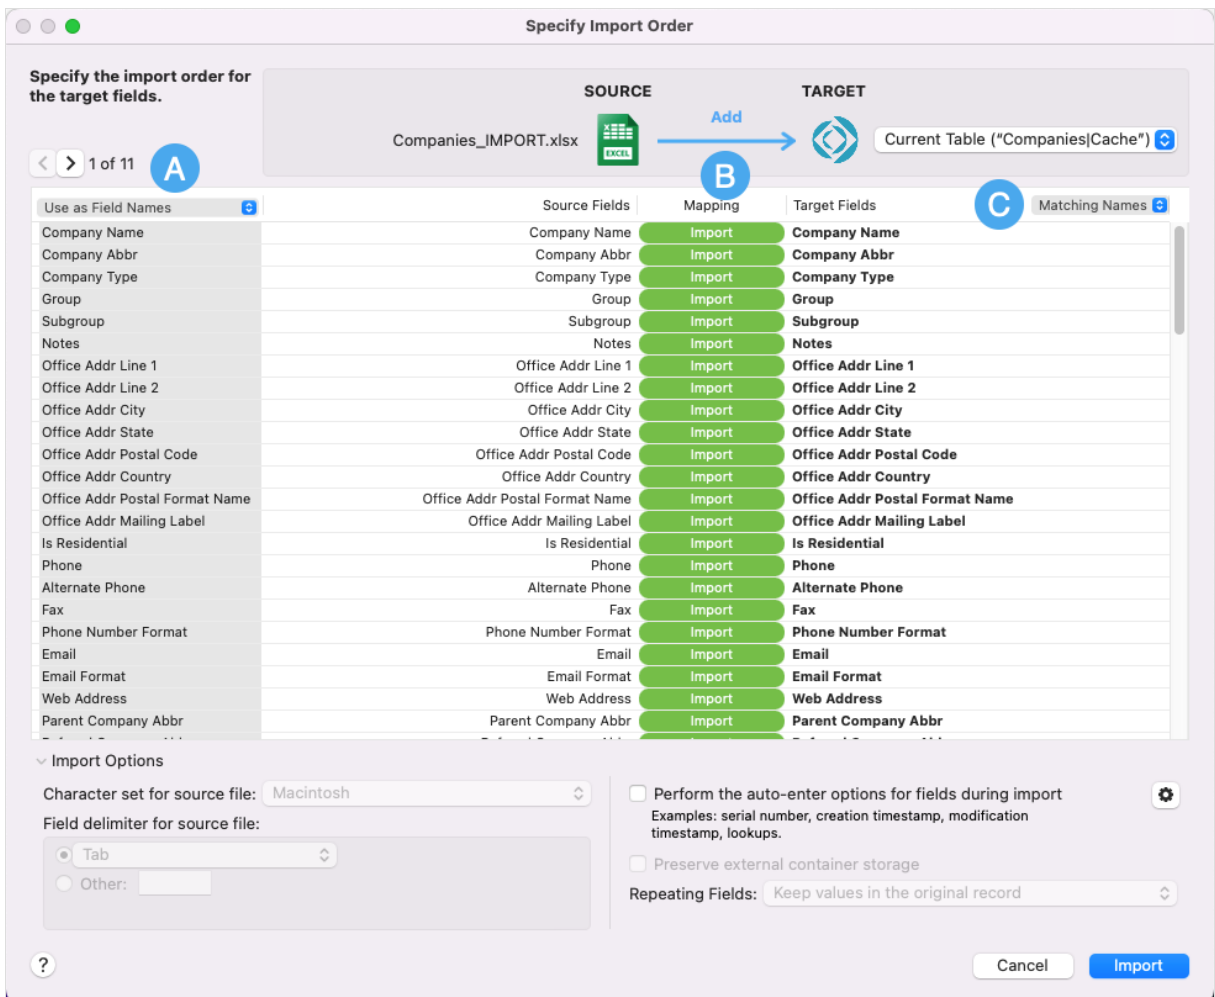 Specify Import Order
Specify the import order for
the target fields.
SOURCE
TARGET
Companies_IMPORT.xlsx
EXCEL
Add
Current Table ("Companies|Cache")
1 of 11
A
B
C
Use as Field Names
Source Fields
Mapping
Target Fields
Matching Names
Company Name Company Name Import Company Name
Company Abbr Company Abbr Import Company Abbr
Company Type Company Type Import Company Type
Group Group Import Group
Subgroup Subgroup Import Subgroup
Notes Notes Import Notes
Office Addr Line 1 Office Addr Line 1 Import Office Addr Line 1
Office Addr Line 2 Office Addr Line 2 Import Office Addr Line 2
Office Addr City Office Addr City Import Office Addr City
Office Addr State Office Addr State Import Office Addr State
Office Addr Postal Code Office Addr Postal Code Import Office Addr Postal Code
Office Addr Country Office Addr Country Import Office Addr Country
Office Addr Postal Format Name Office Addr Postal Format Name Import Office Addr Postal Format Name
Office Addr Mailing Label Office Addr Mailing Label Import Office Addr Mailing Label
Is Residential Is Residential Import Is Residential
Phone Phone Import Phone
Alternate Phone Alternate Phone Import Alternate Phone
Fax Fax Import Fax
Phone Number Format Phone Number Format Import Phone Number Format
Email Email Import Email
Email Format Email Format Import Email Format
Web Address Web Address Import Web Address
Parent Company Abbr Parent Company Abbr Import Parent Company Abbr
Import Options
Character set for source file: Macintosh
Field delimiter for source file:
Tab
Other:
Perform the auto-enter options for fields during import
Examples: serial number, creation timestamp, modification
timestamp, lookups.
Preserve external container storage
Repeating Fields: Keep values in the original record
?
Cancel
Import